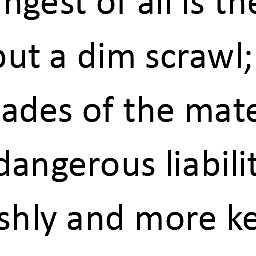 ngest of all is the
out a dim scrawl;
ades of the mate
dangerous liabilit
shly and more ke